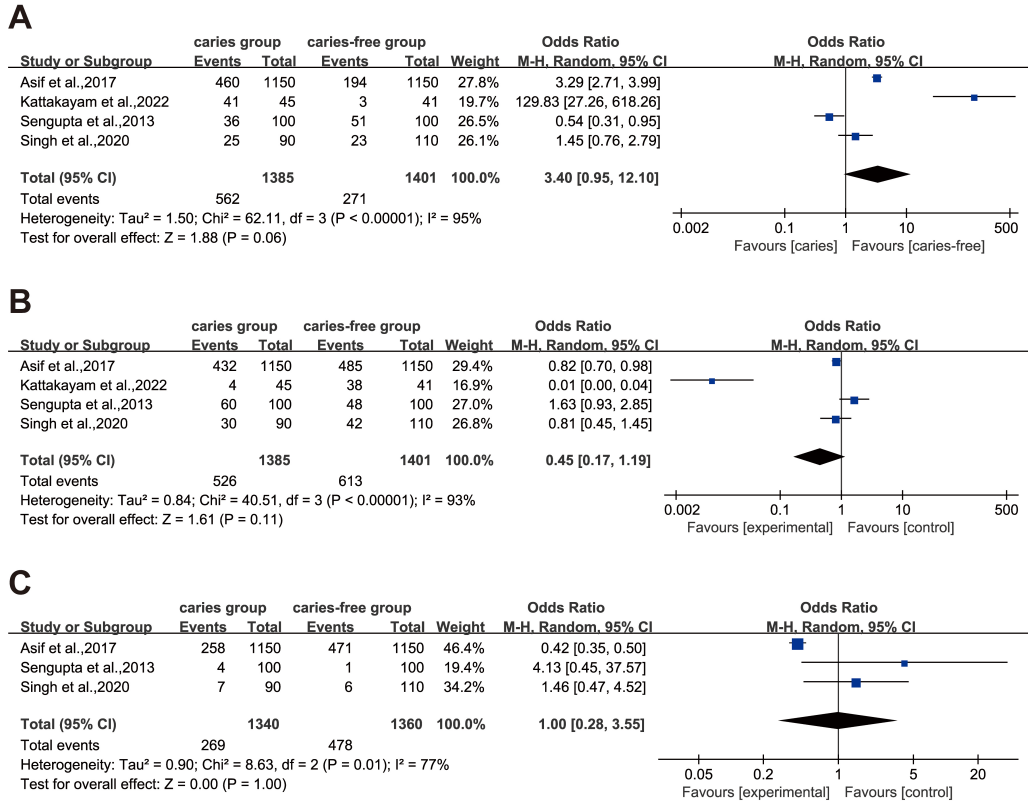 A
caries group caries-free group Odds Ratio Odds Ratio
Study or Subgroup Events Total Events Total Weight M-H, Random, 95% CI M-H, Random, 95% CI
Asif et al.,2017 460 1150 194 1150 27.8% 3.29 [2.71, 3.99]
Kattakayam et al.,2022 41 45 3 41 19.7% 129.83 [27.26, 618.26]
Sengupta et al.,2013 36 100 51 100 26.5% 0.54 [0.31, 0.95]
Singh et al.,2020 25 90 23 110 26.1% 1.45 [0.76, 2.79]
Total (95% CI) 1385 1401 100.0% 3.40 [0.95, 12.10]
Total events 562 271
Heterogeneity: Tau² = 1.50; Chi² = 62.11, df = 3 (P < 0.00001); I² = 95%
Test for overall effect: Z = 1.88 (P = 0.06)
0.002 0.1 1 10 500
Favours [caries] Favours [caries-free]
B
caries group caries-free group Odds Ratio Odds Ratio
Study or Subgroup Events Total Events Total Weight M-H, Random, 95% CI M-H, Random, 95% CI
Asif et al.,2017 432 1150 485 1150 29.4% 0.82 [0.70, 0.98]
Kattakayam et al.,2022 4 45 38 41 16.9% 0.01 [0.00, 0.04]
Sengupta et al.,2013 60 100 48 100 27.0% 1.63 [0.93, 2.85]
Singh et al.,2020 30 90 42 110 26.8% 0.81 [0.45, 1.45]
Total (95% CI) 1385 1401 100.0% 0.45 [0.17, 1.19]
Total events 526 613
Heterogeneity: Tau² = 0.84; Chi² = 40.51, df = 3 (P < 0.00001); I² = 93%
Test for overall effect: Z = 1.61 (P = 0.11)
0.002 0.1 1 10 500
Favours [experimental] Favours [control]
C
caries group caries-free group Odds Ratio Odds Ratio
Study or Subgroup Events Total Events Total Weight M-H, Random, 95% CI M-H, Random, 95% CI
Asif et al.,2017 258 1150 471 1150 46.4% 0.42 [0.35, 0.50]
Sengupta et al.,2013 4 100 1 100 19.4% 4.13 [0.45, 37.57]
Singh et al.,2020 7 90 6 110 34.2% 1.46 [0.47, 4.52]
Total (95% CI) 1340 1360 100.0% 1.00 [0.28, 3.55]
Total events 269 478
Heterogeneity: Tau² = 0.90; Chi² = 8.63, df = 2 (P = 0.01); I² = 77%
Test for overall effect: Z = 0.00 (P = 1.00)
0.05 0.2 1 5 20
Favours [experimental] Favours [control]